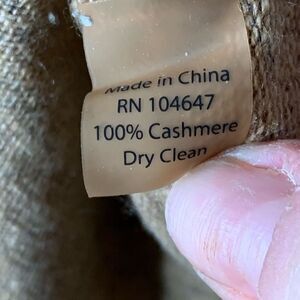 Made in China
RN 104647
100% Cashmere
Dry Clean